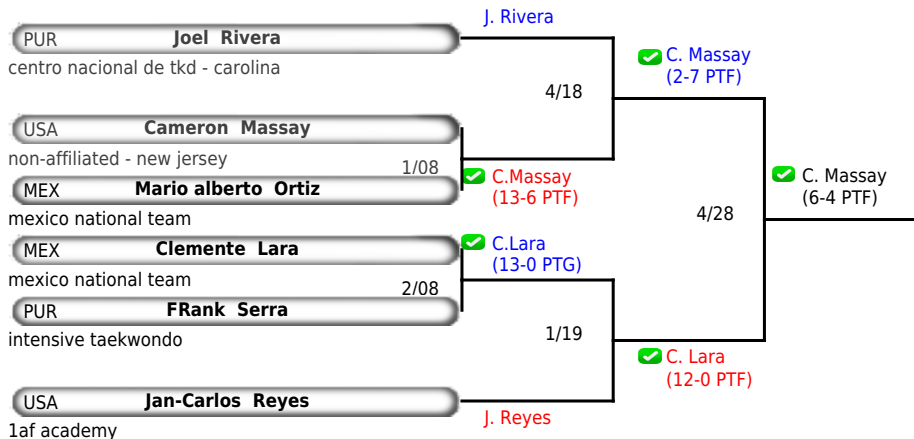 J. Rivera
PUR Joel Rivera
centro nacional de tkd - carolina
4/18
C. Massay
(2-7 PTF)
USA Cameron Massay
non-affiliated - new jersey
1/08
MEX Mario alberto Ortiz
mexico national team
C.Massay
(13-6 PTF)
4/28
C. Massay
(6-4 PTF)
MEX Clemente Lara
mexico national team
C.Lara
(13-0 PTG)
2/08
PUR FRank Serra
intensive taekwondo
1/19
C. Lara
(12-0 PTF)
USA Jan-Carlos Reyes
1af academy
J. Reyes